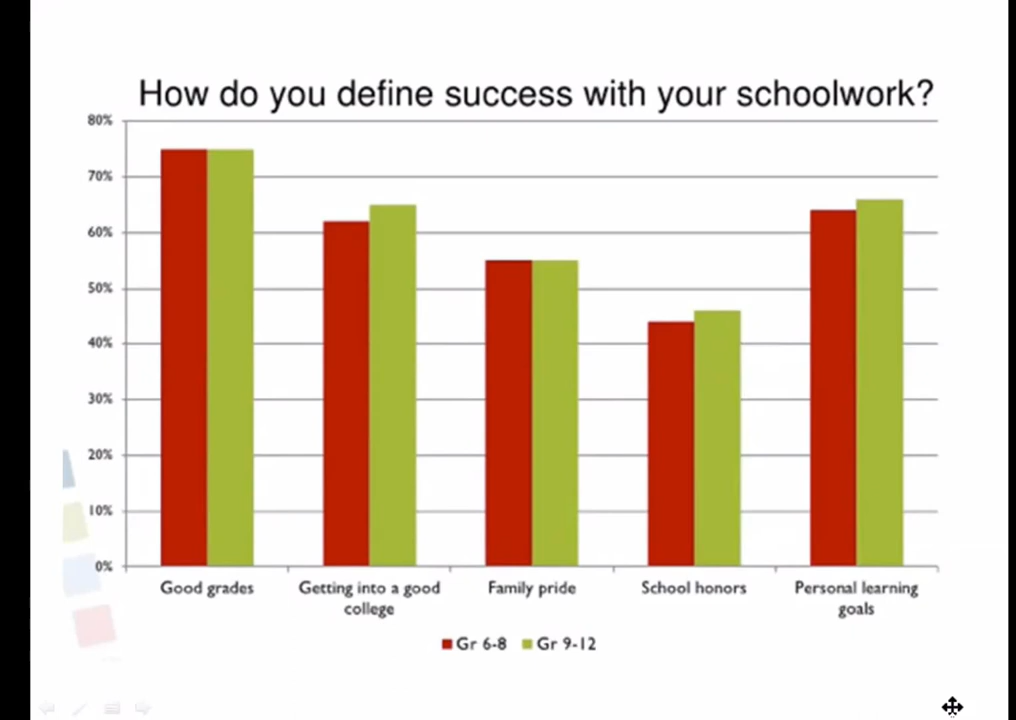 How do you define success with your schoolwork?
80%
70%
60%
50%
40%
30%
20%
10%
0%
Good grades
Getting into a good
college
Family pride
School honors
Personal learning
goals
Gr 6-8
Gr 9-12